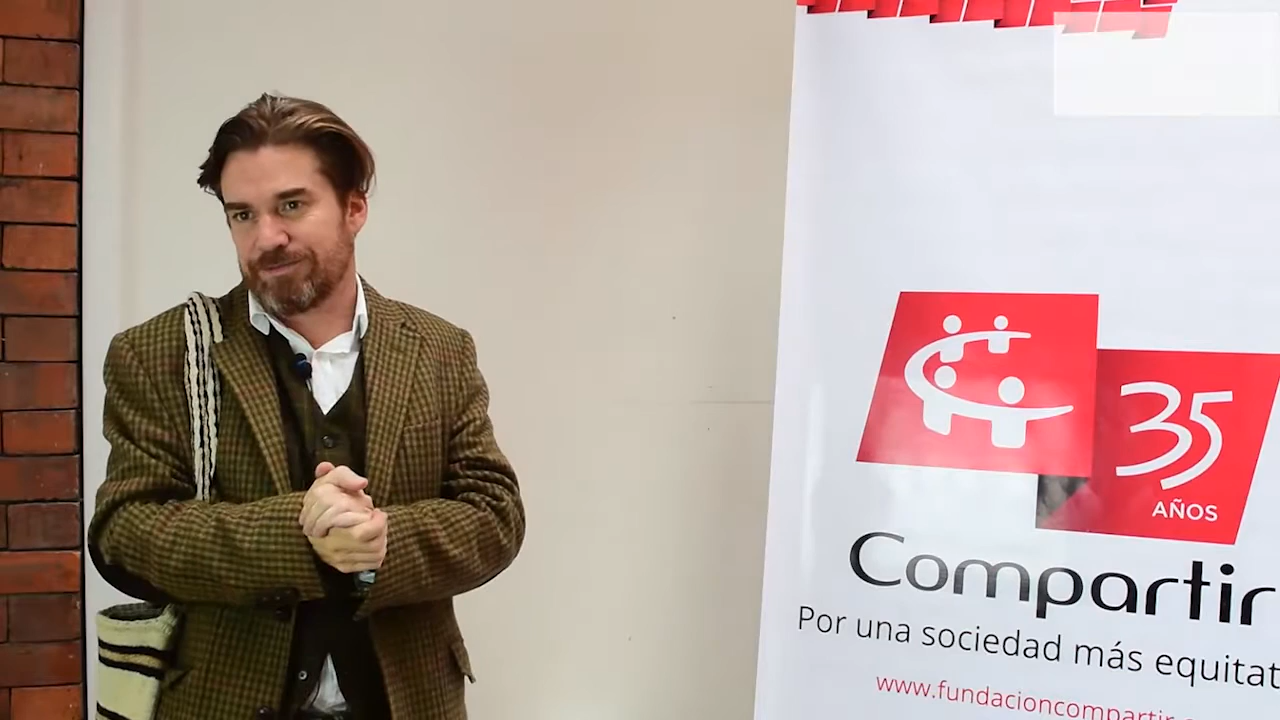 35
AÑOS
Compartir
Por una sociedad más equitat
www.fundacioncompartir.